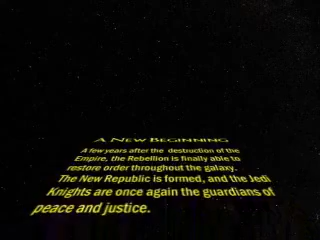 A NEW BEGINNING
A few years after the destruction of the
Empire, the Rebellion is finally able to
restore order throughout the galaxy.
The New Republic is formed, and the Jedi
Knights are once again the guardians of
peace and justice.